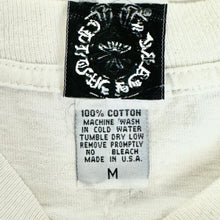 100% COTTON
MACHINE WASH
IN COLD WATER
TUMBLE DRY LOW
REMOVE PROMPTLY
NO BLEACH
MADE IN U.S.A.
M